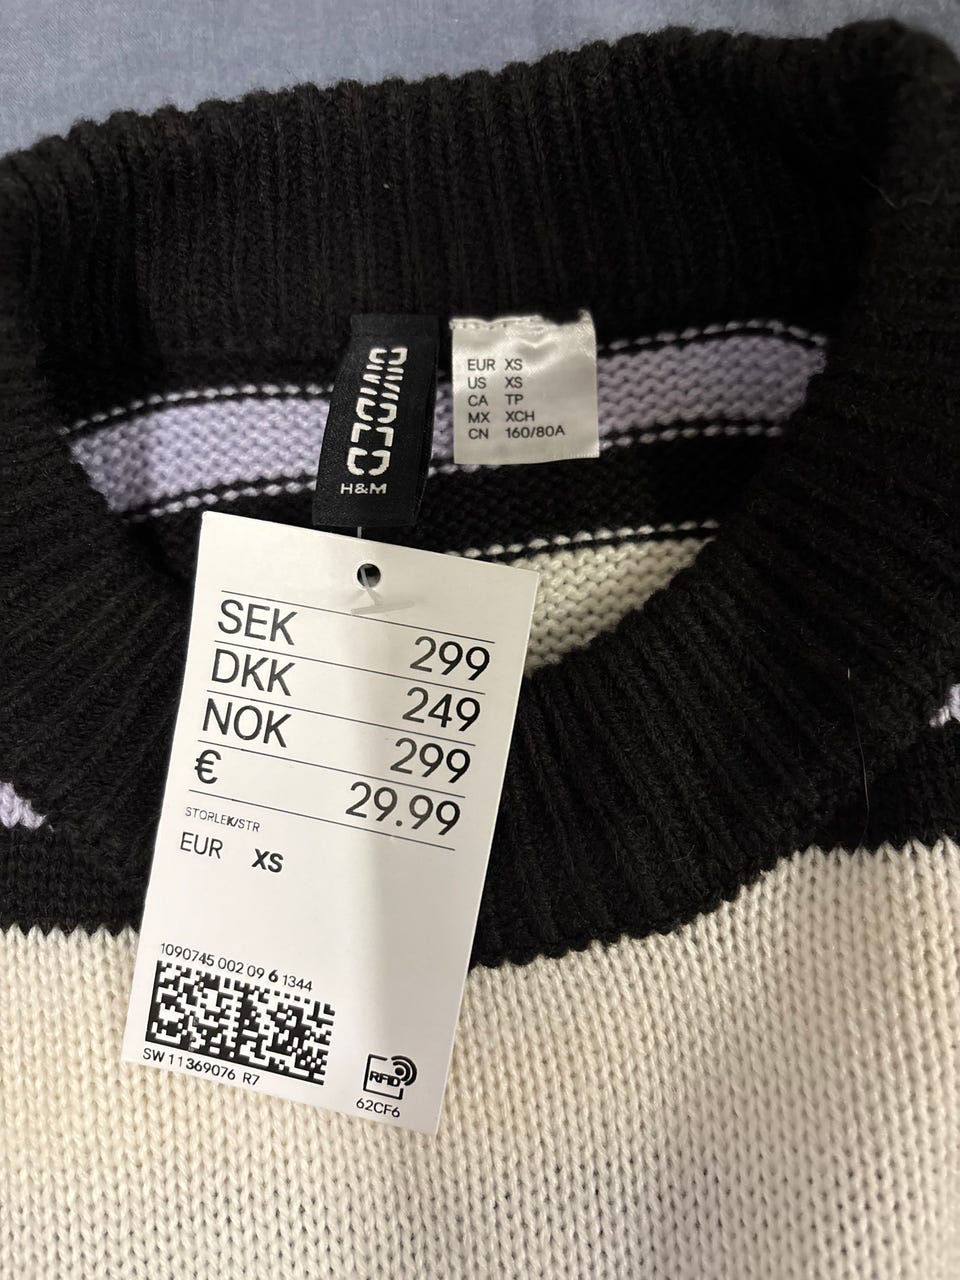 DIVIDED
H&M
EUR XS
US XS
CA TP
MX XCH
CN 160/80A
SEK 299
DKK 249
NOK 299
€ 29.99
STORLEK/STR
EUR XS
1090745 002 09 6 1344
SW 11369076 R7
RFID
62CF6